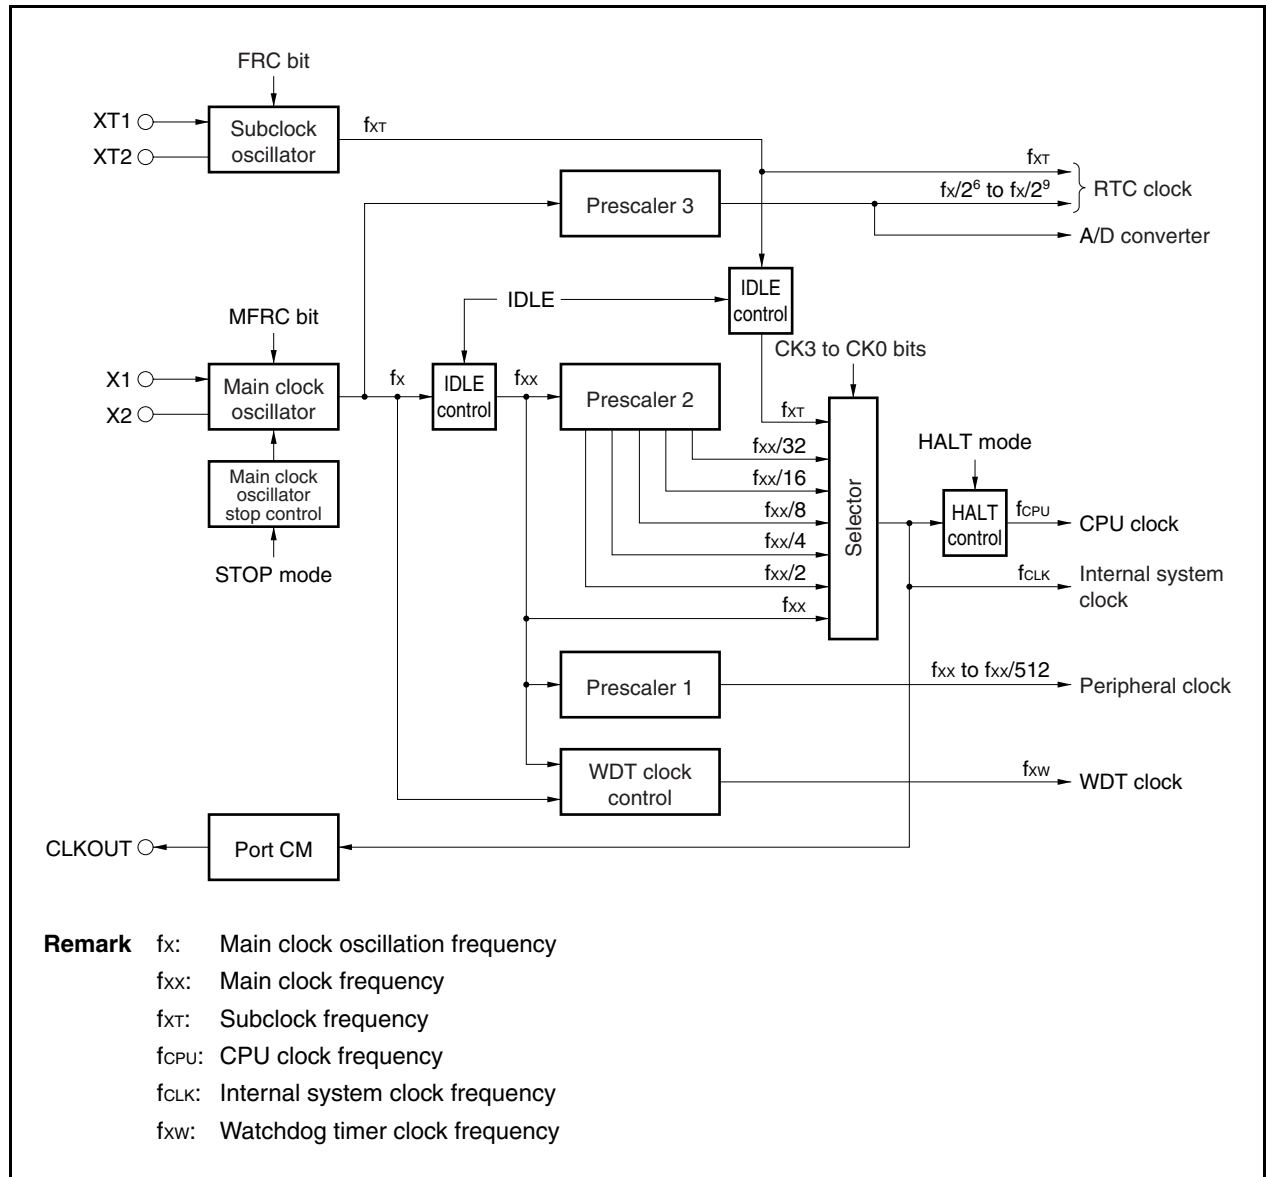 FRC bit
XT1
XT2
Subclock
oscillator
fXT
fXT
fX/2⁶ to fX/2⁹
RTC clock
Prescaler 3
A/D converter
IDLE
IDLE
control
MFRC bit
CK3 to CK0 bits
X1
X2
Main clock
oscillator
fX
IDLE
control
fXX
Prescaler 2
fXT
fXX/32
fXX/16
fXX/8
fXX/4
fXX/2
fXX
Selector
HALT mode
HALT
control
fCPU
CPU clock
Main clock
oscillator
stop control
STOP mode
fCLK
Internal system
clock
Prescaler 1
fXX to fXX/512
Peripheral clock
WDT clock
control
fXW
WDT clock
CLKOUT
Port CM
Remark fX: Main clock oscillation frequency
fXX: Main clock frequency
fXT: Subclock frequency
fCPU: CPU clock frequency
fCLK: Internal system clock frequency
fXW: Watchdog timer clock frequency